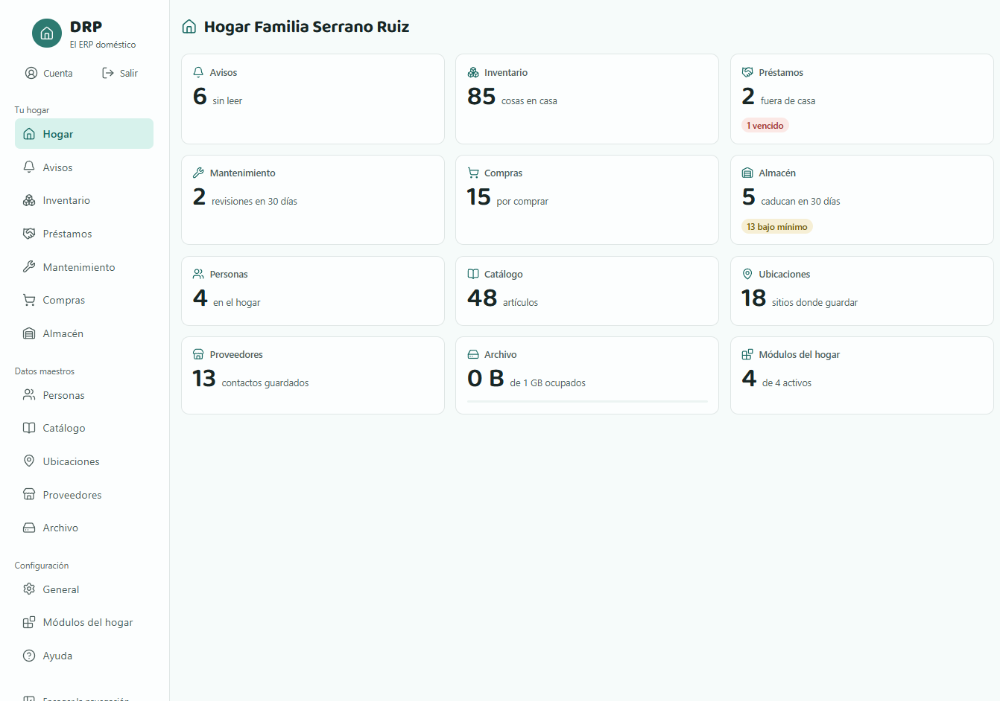 DRP
El ERP doméstico
Cuenta
Salir
Tu hogar
Hogar
Avisos
Inventario
Préstamos
Mantenimiento
Compras
Almacén
Datos maestros
Personas
Catálogo
Ubicaciones
Proveedores
Archivo
Configuración
General
Módulos del hogar
Ayuda
Encoger la navegación
Hogar Familia Serrano Ruiz
Avisos
6 sin leer
Inventario
85 cosas en casa
Préstamos
2 fuera de casa
1 vencido
Mantenimiento
2 revisiones en 30 días
Compras
15 por comprar
Almacén
5 caducan en 30 días
13 bajo mínimo
Personas
4 en el hogar
Catálogo
48 artículos
Ubicaciones
18 sitios donde guardar
Proveedores
13 contactos guardados
Archivo
0 B de 1 GB ocupados
Módulos del hogar
4 de 4 activos